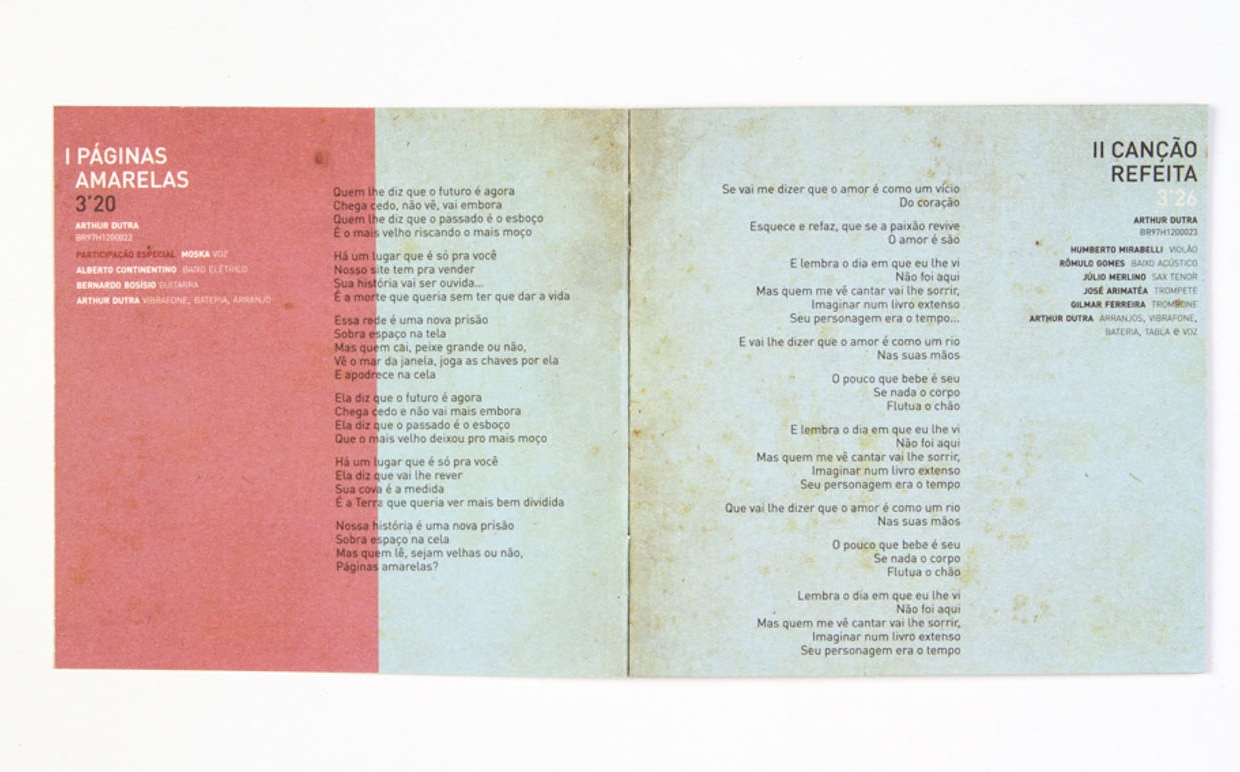 I PÁGINAS
AMARELAS
3'20
ARTHUR DUTRA
BR97H1200022
PARTICIPAÇÃO ESPECIAL MOSKA VOZ
ALBERTO CONTINENTINO BAIXO ELÉTRICO
BERNARDO BOSÍSIO GUITARRA
ARTHUR DUTRA VIBRAFONE, BATERIA, ARRANJO
Quem lhe diz que o futuro é agora
Chega cedo, não vê, vai embora
Quem lhe diz que o passado é o esboço
É o mais velho riscando o mais moço
Há um lugar que é só pra você
Nosso site tem pra vender
Sua história vai ser ouvida...
É a morte que queria sem ter que dar a vida
Essa rede é uma nova prisão
Sobra espaço na tela
Mas quem cai, peixe grande ou não,
Vê o mar da janela, joga as chaves por ela
E apodrece na cela
Ela diz que o futuro é agora
Chega cedo e não vai mais embora
Ela diz que o passado é o esboço
Que o mais velho deixou pro mais moço
Há um lugar que é só pra você
Ela diz que vai lhe rever
Sua cova é a medida
É a Terra que queria ver mais bem dividida
Nossa história é uma nova prisão
Sobra espaço na cela
Mas quem lê, sejam velhas ou não,
Páginas amarelas?
II CANÇÃO
REFEITA
3'26
ARTHUR DUTRA
BR97H1200023
HUMBERTO MIRABELLI VIOLÃO
RÔMULO GOMES BAIXO ACÚSTICO
JÚLIO MERLINO SAX TENOR
JOSÉ ARIMATÉA TROMPETE
GILMAR FERREIRA TROMBONE
ARTHUR DUTRA ARRANJOS, VIBRAFONE,
BATERIA, TABLA e VOZ
Se vai me dizer que o amor é como um vício
Do coração
Esquece e refaz, que se a paixão revive
O amor é são
E lembra o dia em que eu lhe vi
Não foi aqui
Mas quem me vê cantar vai lhe sorrir,
Imaginar num livro extenso
Seu personagem era o tempo...
E vai lhe dizer que o amor é como um rio
Nas suas mãos
O pouco que bebe é seu
Se nada o corpo
Flutua o chão
E lembra o dia em que eu lhe vi
Não foi aqui
Mas quem me vê cantar vai lhe sorrir,
Imaginar num livro extenso
Seu personagem era o tempo
Que vai lhe dizer que o amor é como um rio
Nas suas mãos
O pouco que bebe é seu
Se nada o corpo
Flutua o chão
Lembra o dia em que eu lhe vi
Não foi aqui
Mas quem me vê cantar vai lhe sorrir,
Imaginar num livro extenso
Seu personagem era o tempo